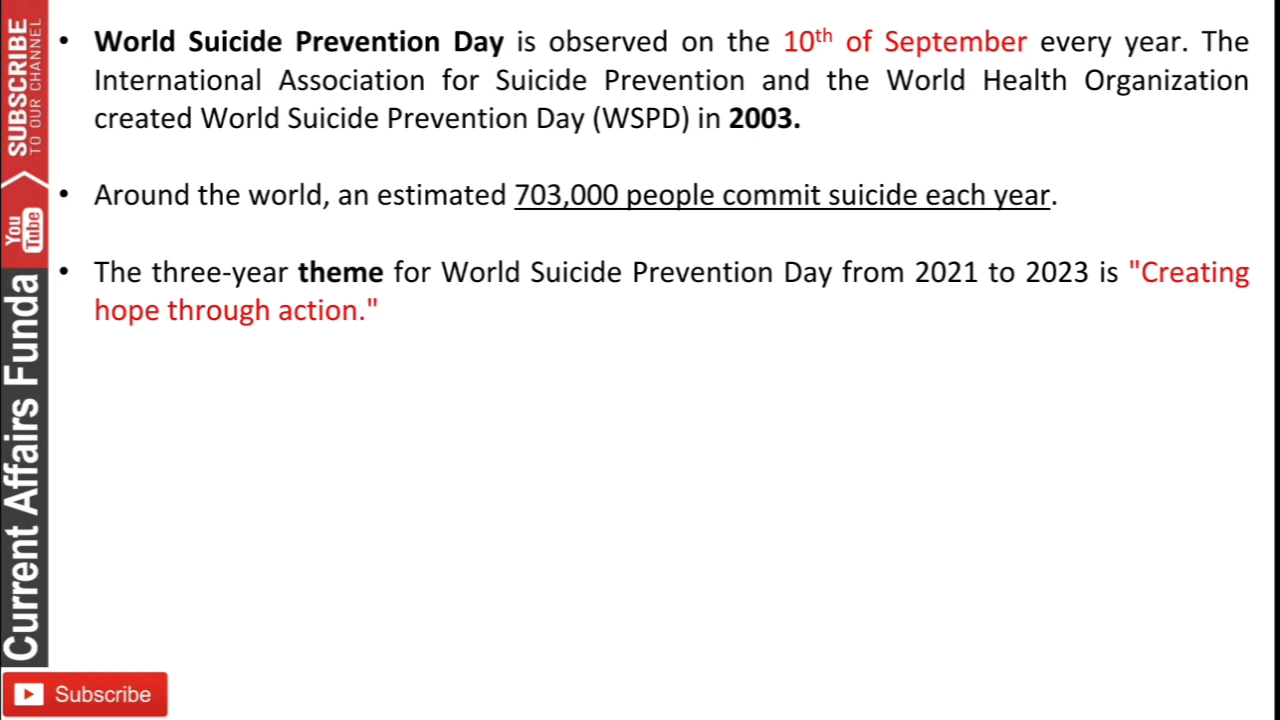 • World Suicide Prevention Day is observed on the 10th of September every year. The
International Association for Suicide Prevention and the World Health Organization
created World Suicide Prevention Day (WSPD) in 2003.
• Around the world, an estimated 703,000 people commit suicide each year.
• The three-year theme for World Suicide Prevention Day from 2021 to 2023 is "Creating
hope through action."
SUBSCRIBE
TO OUR CHANNEL
You
Tube
Current Affairs Funda
Subscribe